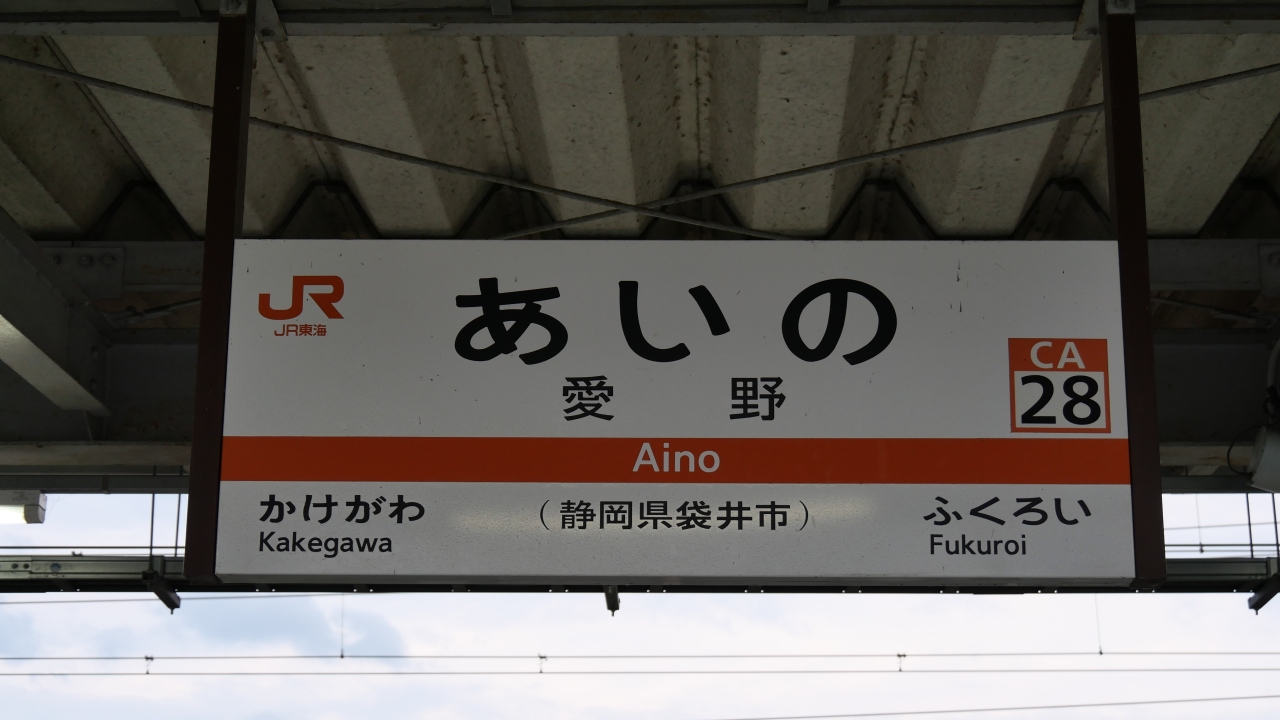 JR
JR東海
あいの
愛野
CA
28
Aino
かけがわ
Kakegawa
（静岡県袋井市）
ふくろい
Fukuroi